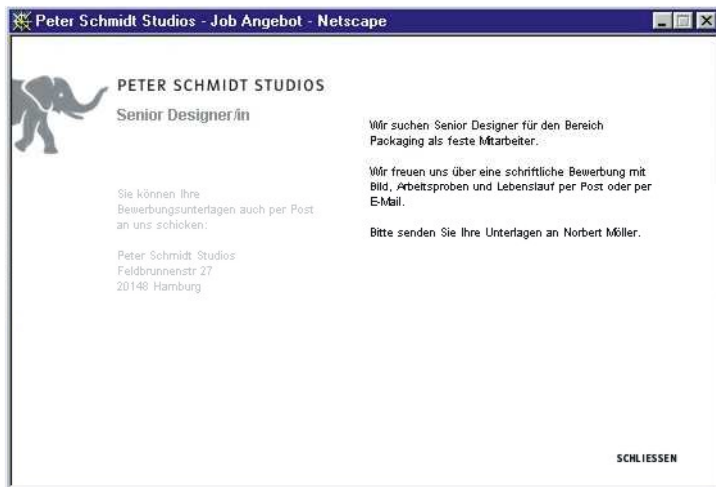 Peter Schmidt Studios - Job Angebot - Netscape
PETER SCHMIDT STUDIOS
Senior Designer/in
Sie können Ihre
Bewerbungsunterlagen auch per Post
an uns schicken:
Peter Schmidt Studios
Feldbrunnenstr 27
20148 Hamburg
Wir suchen Senior Designer für den Bereich
Packaging als feste Mitarbeiter.
Wir freuen uns über eine schriftliche Bewerbung mit
Bild, Arbeitsproben und Lebenslauf per Post oder per
E-Mail.
Bitte senden Sie Ihre Unterlagen an Norbert Möller.
SCHLIESSEN